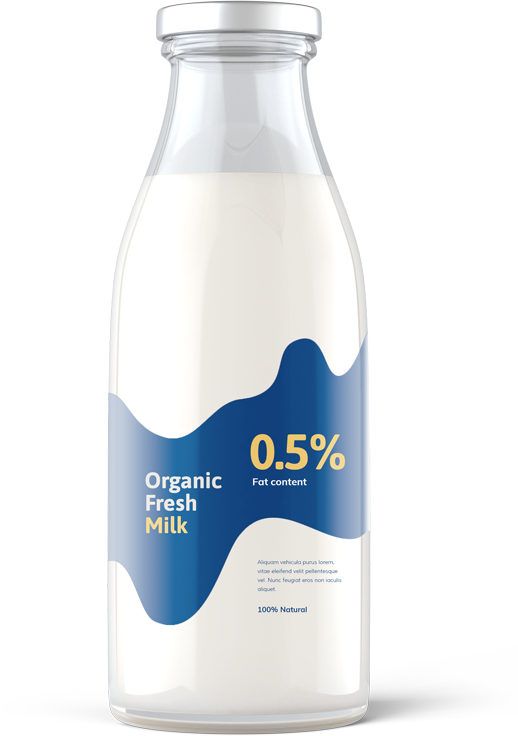 Organic
Fresh
Milk
0.5%
Fat content
Aliquam vehicula purus lorem,
vitae eleifend velit pellentesque
vel. Nunc feugiat eros non iaculis
aliquet
100% Natural